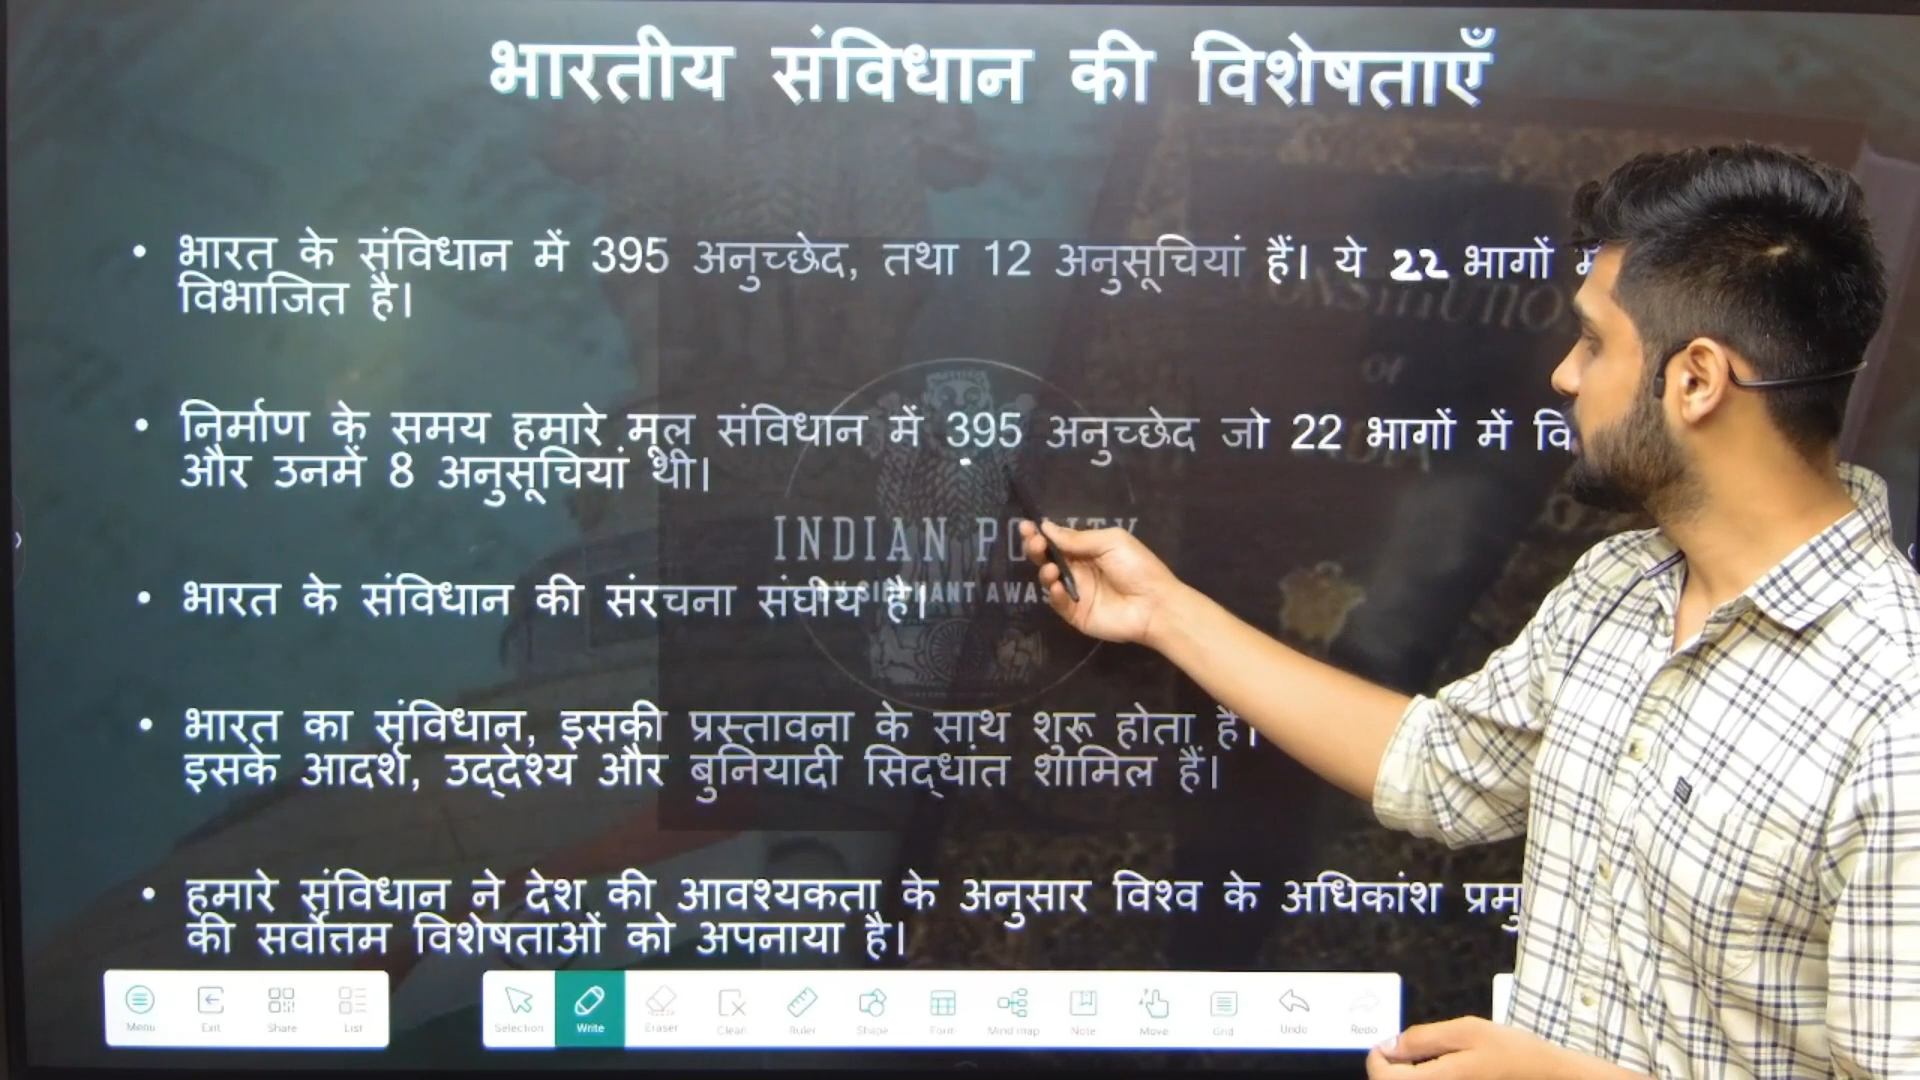 भारतीय संविधान की विशेषताएँ
• भारत के संविधान में 395 अनुच्छेद, तथा 12 अनुसूचियां हैं। ये 22 भागों
विभाजित है।
• निर्माण के समय हमारे मूल संविधान में 395 अनुच्छेद जो 22 भागों में
और उनमें 8 अनुसूचियां थी।
• भारत के संविधान की संरचना संघीय है।
• भारत का संविधान, इसकी प्रस्तावना के साथ शुरू होता है।
इसके आदर्श, उद्देश्य और बुनियादी सिद्धांत शामिल हैं।
• हमारे संविधान ने देश की आवश्यकता के अनुसार विश्व के अधिकांश
की सर्वोत्तम विशेषताओं को अपनाया है।
INDIAN
OF
Menu Exit Share List Selection Write Eraser Clean Ruler Shape Form Mind map Note Move Grid Undo Redo